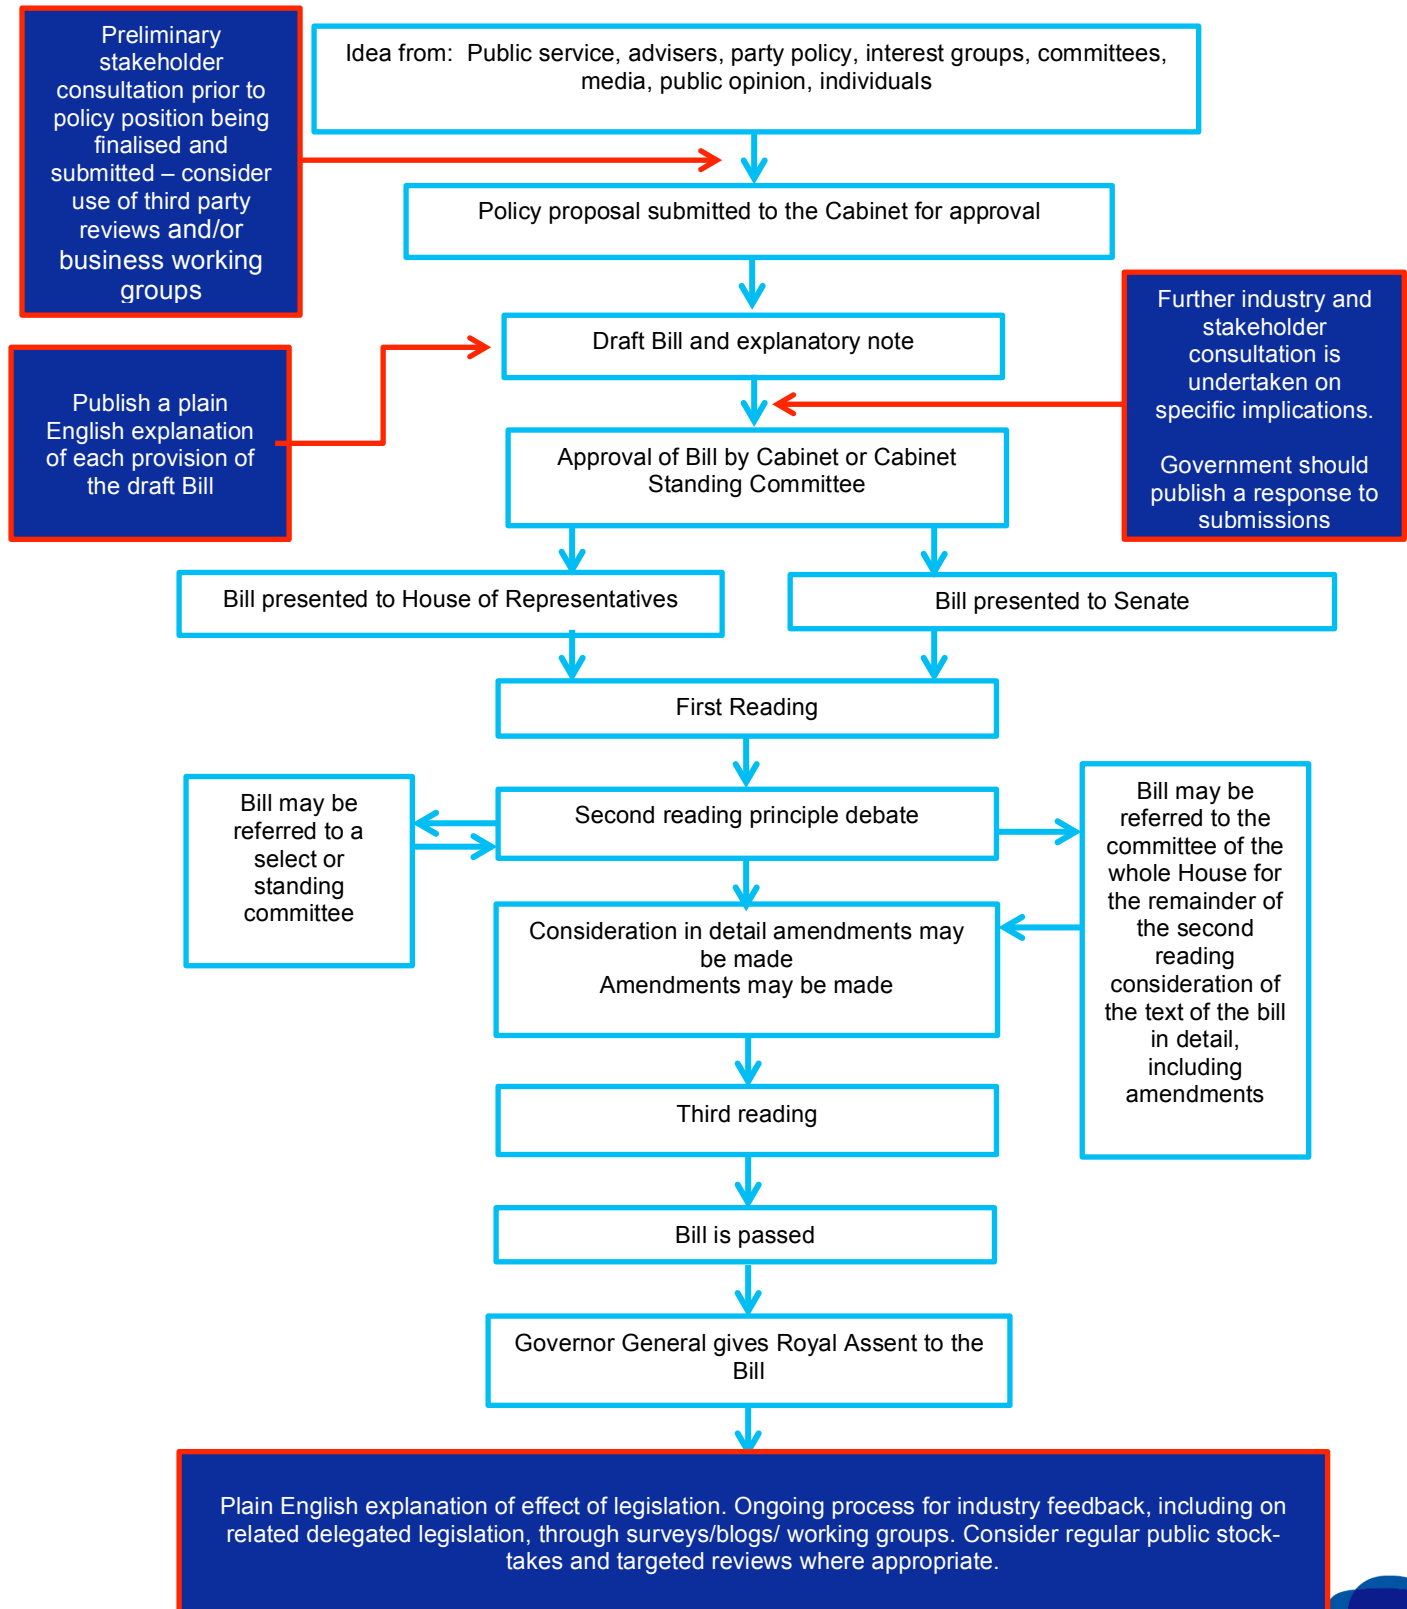 Preliminary
stakeholder
consultation prior to
policy position being
finalised and
submitted – consider
use of third party
reviews and/or
business working
groups
Idea from:  Public service, advisers, party policy, interest groups, committees,
media, public opinion, individuals
Policy proposal submitted to the Cabinet for approval
Further industry and
stakeholder
consultation is
undertaken on
specific implications.
Government should
publish a response to
submissions
Draft Bill and explanatory note
Publish a plain
English explanation
of each provision of
the draft Bill
Approval of Bill by Cabinet or Cabinet
Standing Committee
Bill presented to House of Representatives
Bill presented to Senate
First Reading
Bill may be
referred to a
select or
standing
committee
Second reading principle debate
Bill may be
referred to the
committee of the
whole House for
the remainder of
the second
reading
consideration of
the text of the bill
in detail,
including
amendments
Consideration in detail amendments may
be made
Amendments may be made
Third reading
Bill is passed
Governor General gives Royal Assent to the
Bill
Plain English explanation of effect of legislation. Ongoing process for industry feedback, including on
related delegated legislation, through surveys/blogs/ working groups. Consider regular public stock-
takes and targeted reviews where appropriate.